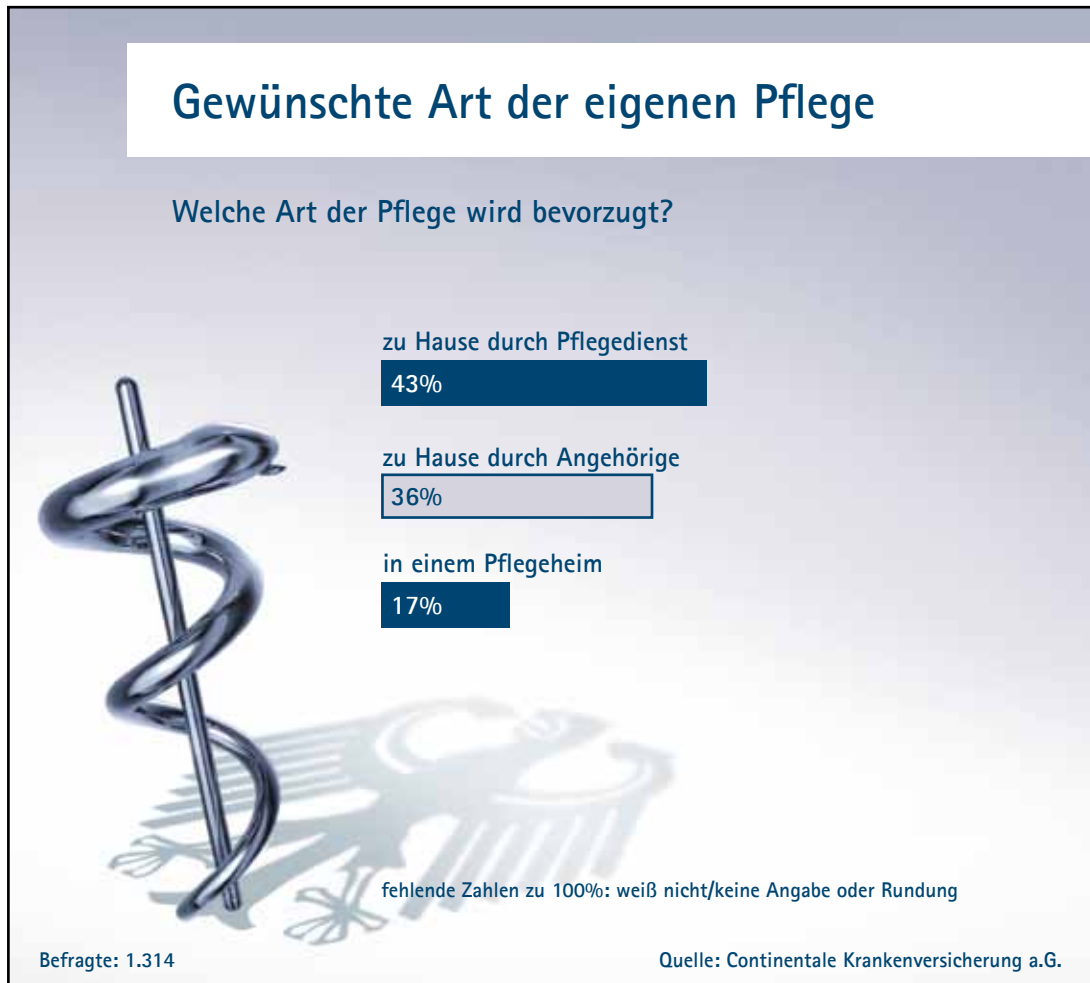 Gewünschte Art der eigenen Pflege
Welche Art der Pflege wird bevorzugt?
zu Hause durch Pflegedienst
43%
zu Hause durch Angehörige
36%
in einem Pflegeheim
17%
fehlende Zahlen zu 100%: weiß nicht/keine Angabe oder Rundung
Befragte: 1.314
Quelle: Continentale Krankenversicherung a.G.